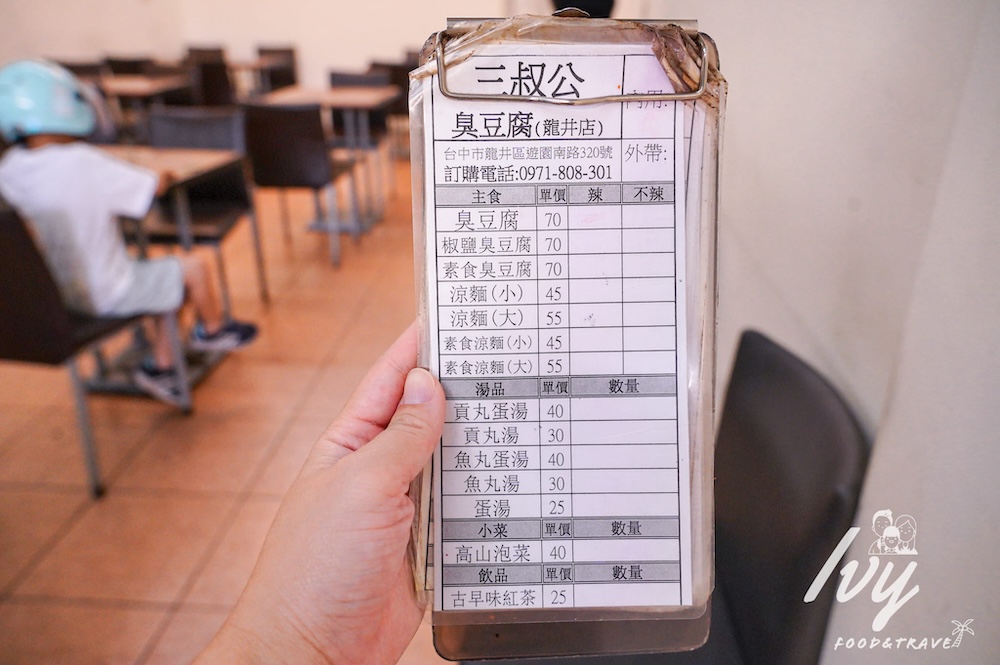 三叔公
內用:
臭豆腐(龍井店)
台中市龍井區遊園南路320號
外帶:
訂購電話:0971-808-301
主食 單價 辣 不辣
臭豆腐 70
椒鹽臭豆腐 70
素食臭豆腐 70
涼麵(小) 45
涼麵(大) 55
素食涼麵(小) 45
素食涼麵(大) 55
湯品 單價 數量
貢丸蛋湯 40
貢丸湯 30
魚丸蛋湯 40
魚丸湯 30
蛋湯 25
小菜 單價 數量
高山泡菜 40
飲品 單價 數量
古早味紅茶 25
Ivy
FOOD&TRAVEL